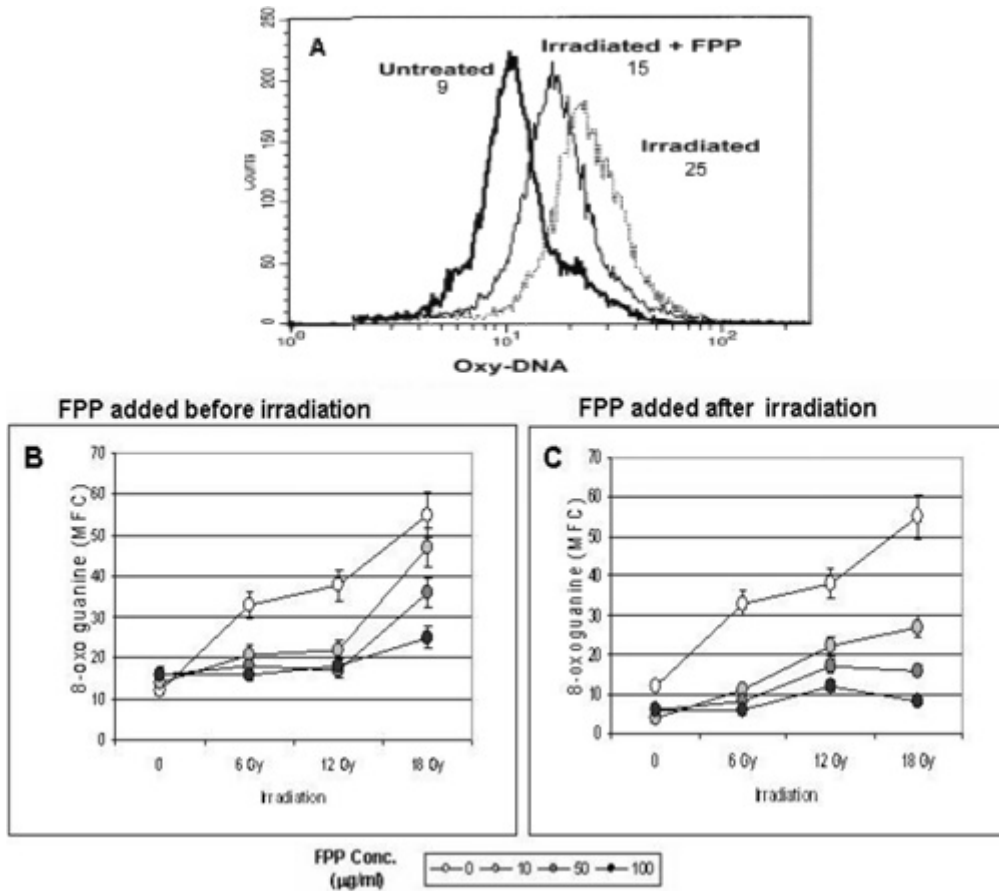 A
Untreated
9
Irradiated + FPP
15
Irradiated
25
Counts
250
200
150
100
50
0
10⁰
10¹
10²
Oxy-DNA
FPP added before irradiation
B
8-oxo guanine (MFC)
70
60
50
40
30
20
10
0
0
6 Gy
12 Gy
18 Gy
Irradiation
FPP added after irradiation
C
8-oxoguanine (MFC)
70
60
50
40
30
20
10
0
0
6 Gy
12 Gy
18 Gy
Irradiation
FPP Conc.
(µg/ml)
0 10 50 100